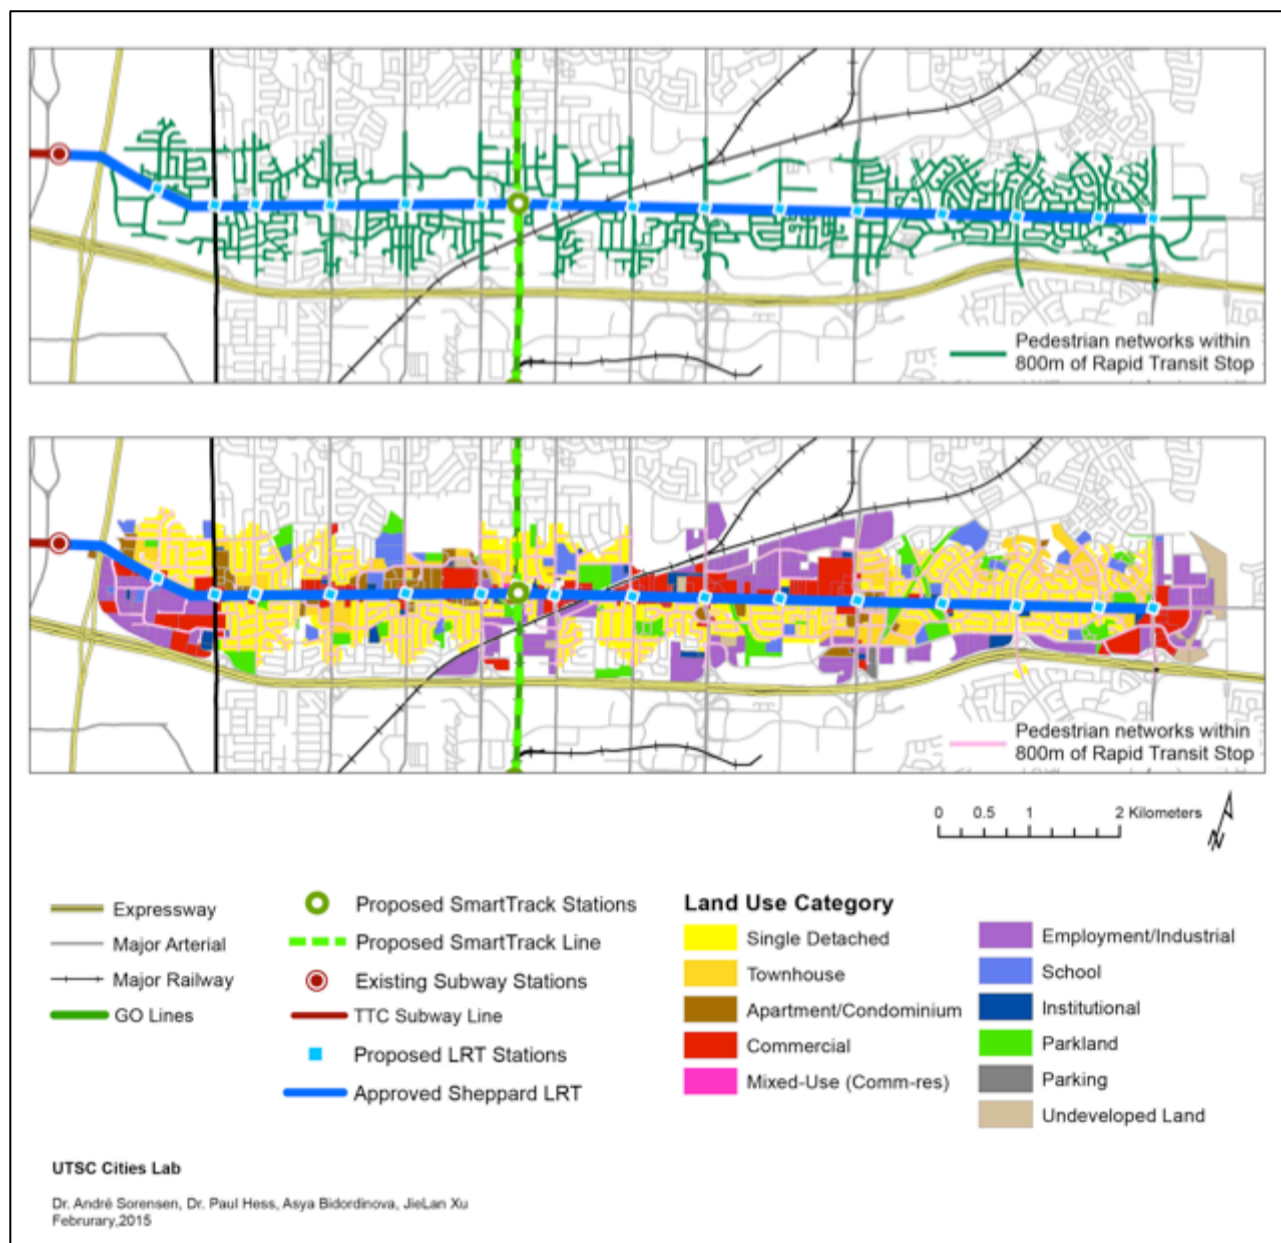 Pedestrian networks within
800m of Rapid Transit Stop
Pedestrian networks within
800m of Rapid Transit Stop
0 0.5 1 2 Kilometers
N
Expressway
Major Arterial
Major Railway
GO Lines
Proposed SmartTrack Stations
Proposed SmartTrack Line
Existing Subway Stations
TTC Subway Line
Proposed LRT Stations
Approved Sheppard LRT
Land Use Category
Single Detached
Townhouse
Apartment/Condominium
Commercial
Mixed-Use (Comm-res)
Employment/Industrial
School
Institutional
Parkland
Parking
Undeveloped Land
UTSC Cities Lab
Dr. André Sorensen, Dr. Paul Hess, Asya Bidordinova, JieLan Xu
Februrary,2015